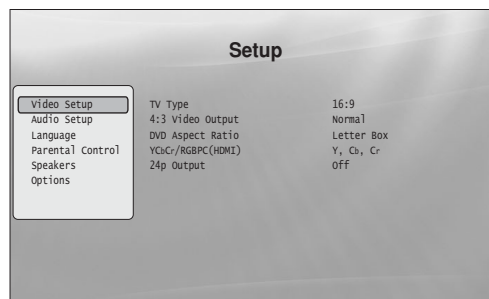 Setup
Video Setup
Audio Setup
Language
Parental Control
Speakers
Options
TV Type 16:9
4:3 Video Output Normal
DVD Aspect Ratio Letter Box
YCbCr/RGBPC(HDMI) Y, Cb, Cr
24p Output Off